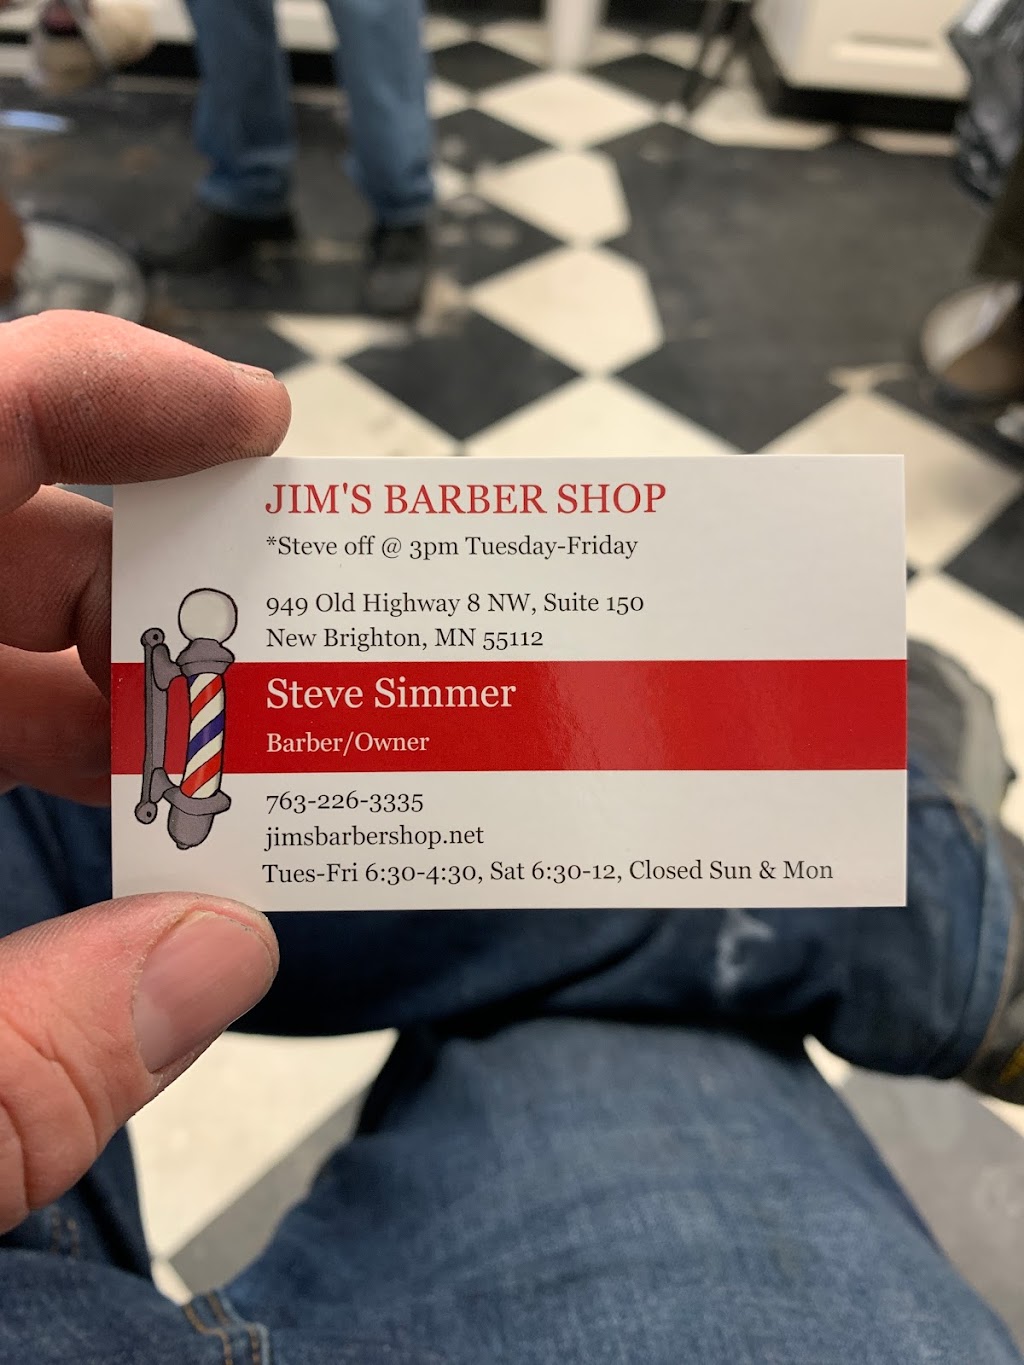 JIM'S BARBER SHOP
*Steve off @ 3pm Tuesday-Friday
949 Old Highway 8 NW, Suite 150
New Brighton, MN 55112
Steve Simmer
Barber/Owner
763-226-3335
jimsbarbershop.net
Tues-Fri 6:30-4:30, Sat 6:30-12, Closed Sun & Mon